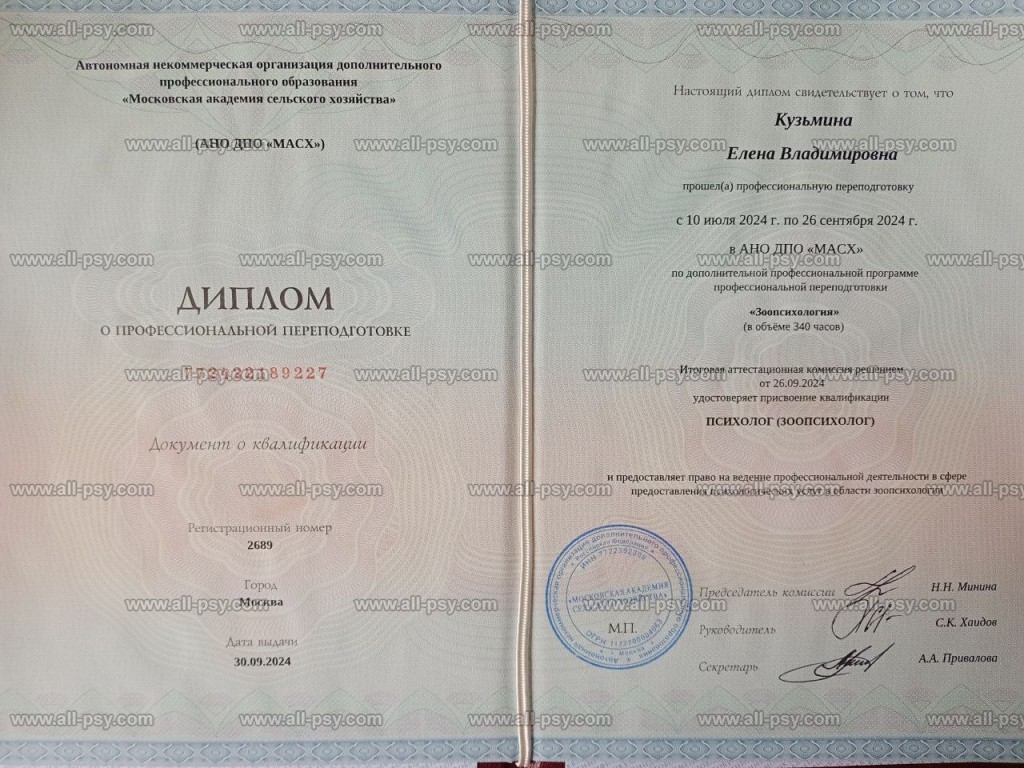 Автономная некоммерческая организация дополнительного
профессионального образования
«Московская академия сельского хозяйства»
(АНО ДПО «МАСХ»)
ДИПЛОМ
О ПРОФЕССИОНАЛЬНОЙ ПЕРЕПОДГОТОВКЕ
772422189227
Документ о квалификации
Регистрационный номер
2689
Город
Москва
Дата выдачи
30.09.2024
Настоящий диплом свидетельствует о том, что
Кузьмина
Елена Владимировна
прошел(а) профессиональную переподготовку
с 10 июля 2024 г. по 26 сентября 2024 г.
в АНО ДПО «МАСХ»
по дополнительной профессиональной программе
профессиональной переподготовки
«Зоопсихология»
(в объёме 340 часов)
Итоговая аттестационная комиссия решением
от 26.09.2024
удостоверяет присвоение квалификации
ПСИХОЛОГ (ЗООПСИХОЛОГ)
и предоставляет право на ведение профессиональной деятельности в сфере
предоставления психологических услуг в области зоопсихологии
Председатель комиссии
Н.Н. Минина
Руководитель
С.К. Хаидов
Секретарь
А.А. Привалова
М.П.
«МОСКОВСКАЯ АКАДЕМИЯ
СЕЛЬСКОГО ХОЗЯЙСТВА»
www.all-psy.com